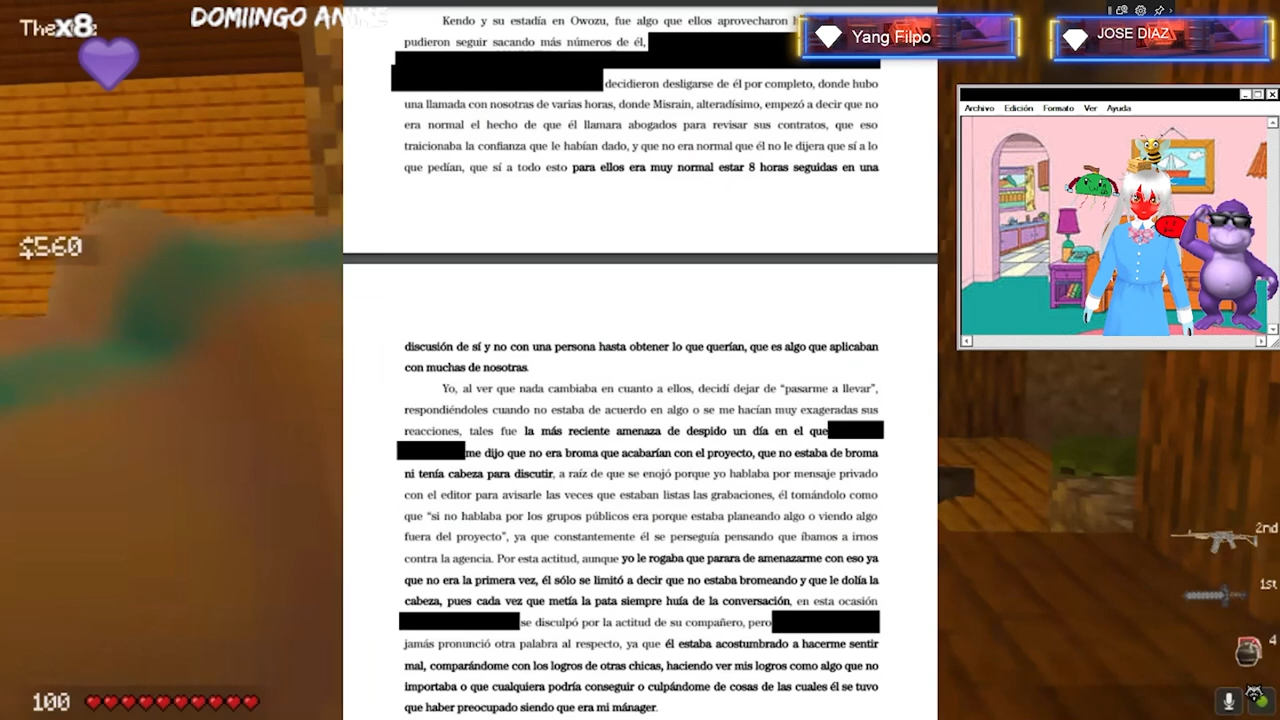 x8
DOMIINGO
$560
100
Kendo y su estadía en Owozu, fue algo que ellos aprovecharon
pudieron seguir sacando más números de él,
decidieron desligarse de él por completo, donde hubo
una llamada con nosotras de varias horas, donde Misrain, alteradísimo, empezó a decir que no
era normal el hecho de que él llamara abogados para revisar sus contratos, que eso
traicionaba la confianza que le habían dado, y que no era normal que él no le dijera que sí a lo
que pedían, que sí a todo esto para ellos era muy normal estar 8 horas seguidas en una
discusión de sí y no con una persona hasta obtener lo que querían, que es algo que aplicaban
con muchas de nosotras.
Yo, al ver que nada cambiaba en cuanto a ellos, decidí dejar de “pasarme a llevar”,
respondiéndoles cuando no estaba de acuerdo en algo o se me hacían muy exageradas sus
reacciones, tales fue la más reciente amenaza de despido un día en el que
me dijo que no era broma que acabarían con el proyecto, que no estaba de broma
ni tenía cabeza para discutir, a raíz de que se enojó porque yo hablaba por mensaje privado
con el editor para avisarle las veces que estaban listas las grabaciones, él tomándolo como
que “si no hablaba por los grupos públicos era porque estaba planeando algo o viendo algo
fuera del proyecto”, ya que constantemente él se perseguía pensando que íbamos a irnos
contra la agencia. Por esta actitud, aunque yo le rogaba que parara de amenazarme con eso ya
que no era la primera vez, él sólo se limitó a decir que no estaba bromeando y que le dolía la
cabeza, pues cada vez que metía la pata siempre huía de la conversación, en esta ocasión
se disculpó por la actitud de su compañero, pero
jamás pronunció otra palabra al respecto, ya que él estaba acostumbrado a hacerme sentir
mal, comparándome con los logros de otras chicas, haciendo ver mis logros como algo que no
importaba o que cualquiera podría conseguir o culpándome de cosas de las cuales él se tuvo
que haber preocupado siendo que era mi mánager.
Yang Filpo
JOSE DIAZ
Archivo Edición Formato Ver Ayuda
2nd
1st
4